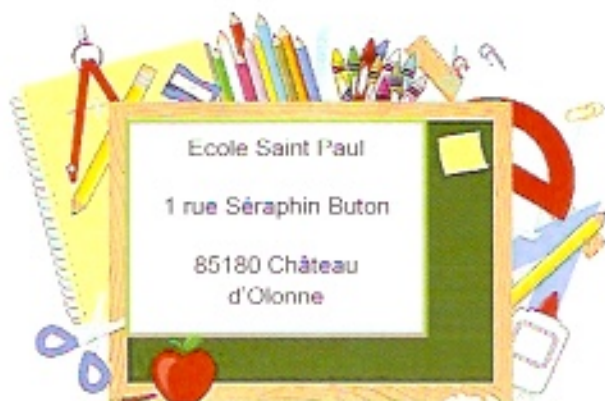 Ecole Saint Paul
1 rue Séraphin Buton
85180 Château
d'Olonne